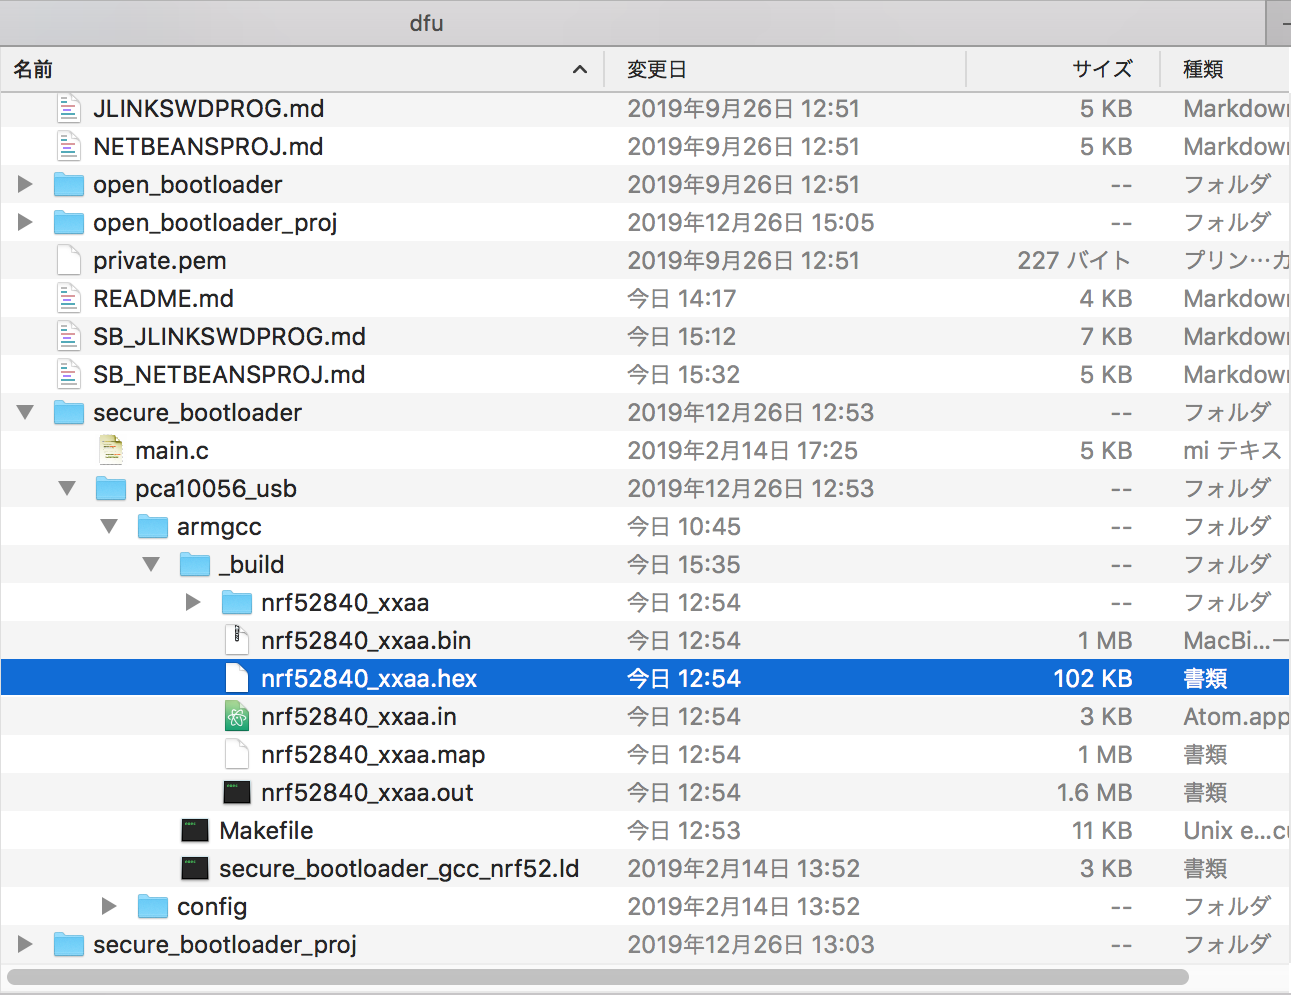 dfu
名前 変更日 サイズ 種類
JLINKSWDPROG.md 2019年9月26日 12:51 5 KB Markdow
NETBEANSPROJ.md 2019年9月26日 12:51 5 KB Markdow
open_bootloader 2019年9月26日 12:51 -- フォルダ
open_bootloader_proj 2019年12月26日 15:05 -- フォルダ
private.pem 2019年9月26日 12:51 227 バイト プリン…カ
README.md 今日 14:17 4 KB Markdow
SB_JLINKSWDPROG.md 今日 15:12 7 KB Markdow
SB_NETBEANSPROJ.md 今日 15:32 5 KB Markdow
secure_bootloader 2019年12月26日 12:53 -- フォルダ
main.c 2019年2月14日 17:25 5 KB mi テキス
pca10056_usb 2019年12月26日 12:53 -- フォルダ
armgcc 今日 10:45 -- フォルダ
_build 今日 15:35 -- フォルダ
nrf52840_xxaa 今日 12:54 -- フォルダ
nrf52840_xxaa.bin 今日 12:54 1 MB MacBi…ー
nrf52840_xxaa.hex 今日 12:54 102 KB 書類
nrf52840_xxaa.in 今日 12:54 3 KB Atom.app
nrf52840_xxaa.map 今日 12:54 1 MB 書類
nrf52840_xxaa.out 今日 12:54 1.6 MB 書類
Makefile 今日 12:53 11 KB Unix e…c
secure_bootloader_gcc_nrf52.ld 2019年2月14日 13:52 3 KB 書類
config 2019年2月14日 13:52 -- フォルダ
secure_bootloader_proj 2019年12月26日 13:03 -- フォルダ